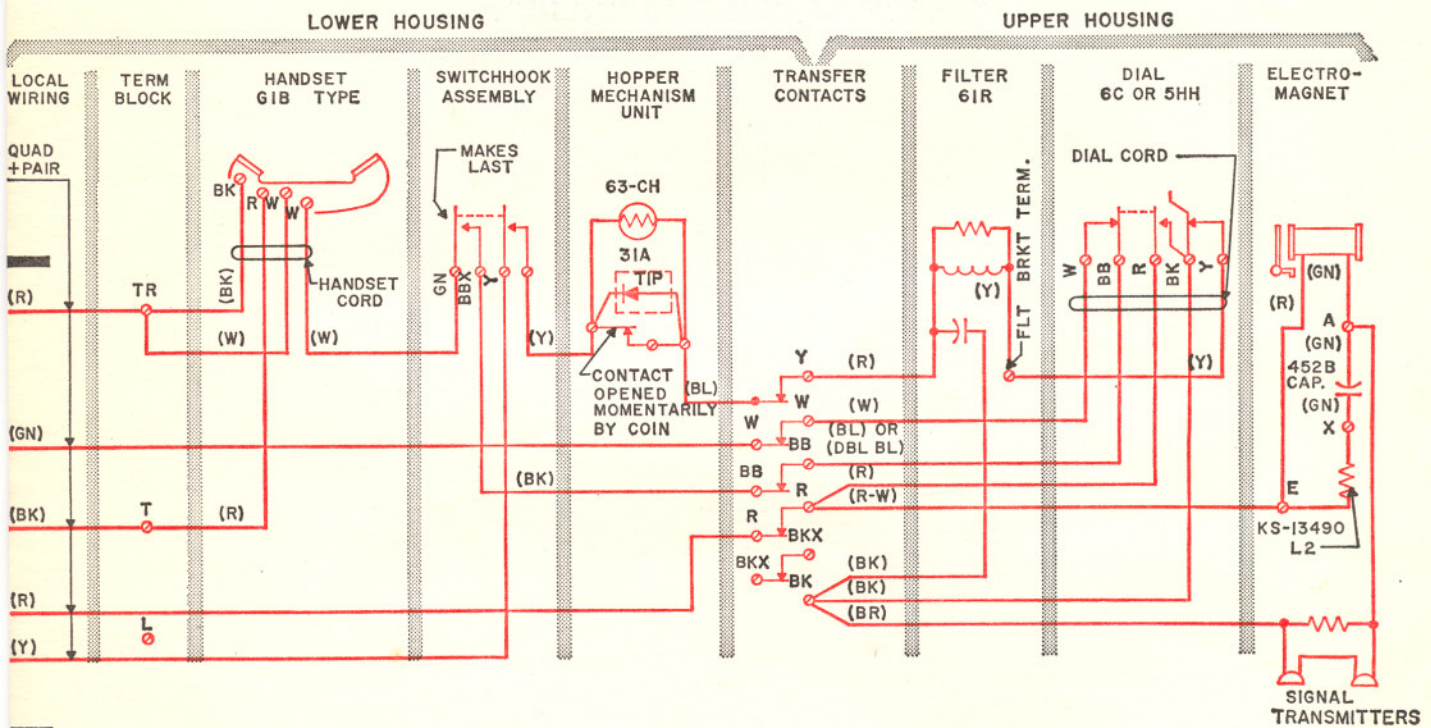 LOWER HOUSING
UPPER HOUSING
LOCAL
WIRING
TERM
BLOCK
HANDSET
G1B TYPE
SWITCHHOOK
ASSEMBLY
HOPPER
MECHANISM
UNIT
TRANSFER
CONTACTS
FILTER
61R
DIAL
6C OR 5HH
ELECTRO-
MAGNET
QUAD
+PAIR
BK
R
W
W
HANDSET
CORD
(BK)
(R)
TR
(W)
(W)
MAKES
LAST
GN
BBX
Y
(Y)
63-CH
31A
TIP
CONTACT
OPENED
MOMENTARILY
BY COIN
(BL)
Y
(R)
W
(W)
W
(BL) OR
(DBL BL)
BB
BB
(R)
R
(R-W)
R
BKX
BKX
BK
(BK)
(BK)
(BR)
(Y)
FLT BRKT TERM.
DIAL CORD
W
BB
R
BK
Y
(Y)
(GN)
(R)
A
(GN)
452B
CAP.
(GN)
X
E
KS-13490
L2
SIGNAL
TRANSMITTERS
(GN)
(BK)
(BK)
T
(R)
(R)
L
(Y)